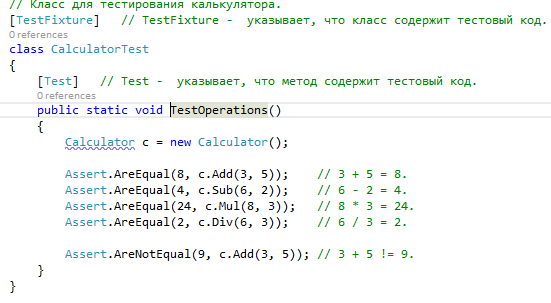 // Класс для тестирования калькулятора.
[TestFixture]   // TestFixture -  указывает, что класс содержит тестовый код.
0 references
class CalculatorTest
{
    [Test]   // Test -  указывает, что метод содержит тестовый код.
    0 references
    public static void TestOperations()
    {
        Calculator c = new Calculator();

        Assert.AreEqual(8, c.Add(3, 5));    // 3 + 5 = 8.
        Assert.AreEqual(4, c.Sub(6, 2));    // 6 - 2 = 4.
        Assert.AreEqual(24, c.Mul(8, 3));   // 8 * 3 = 24.
        Assert.AreEqual(2, c.Div(6, 3));    // 6 / 3 = 2.

        Assert.AreNotEqual(9, c.Add(3, 5)); // 3 + 5 != 9.
    }
}